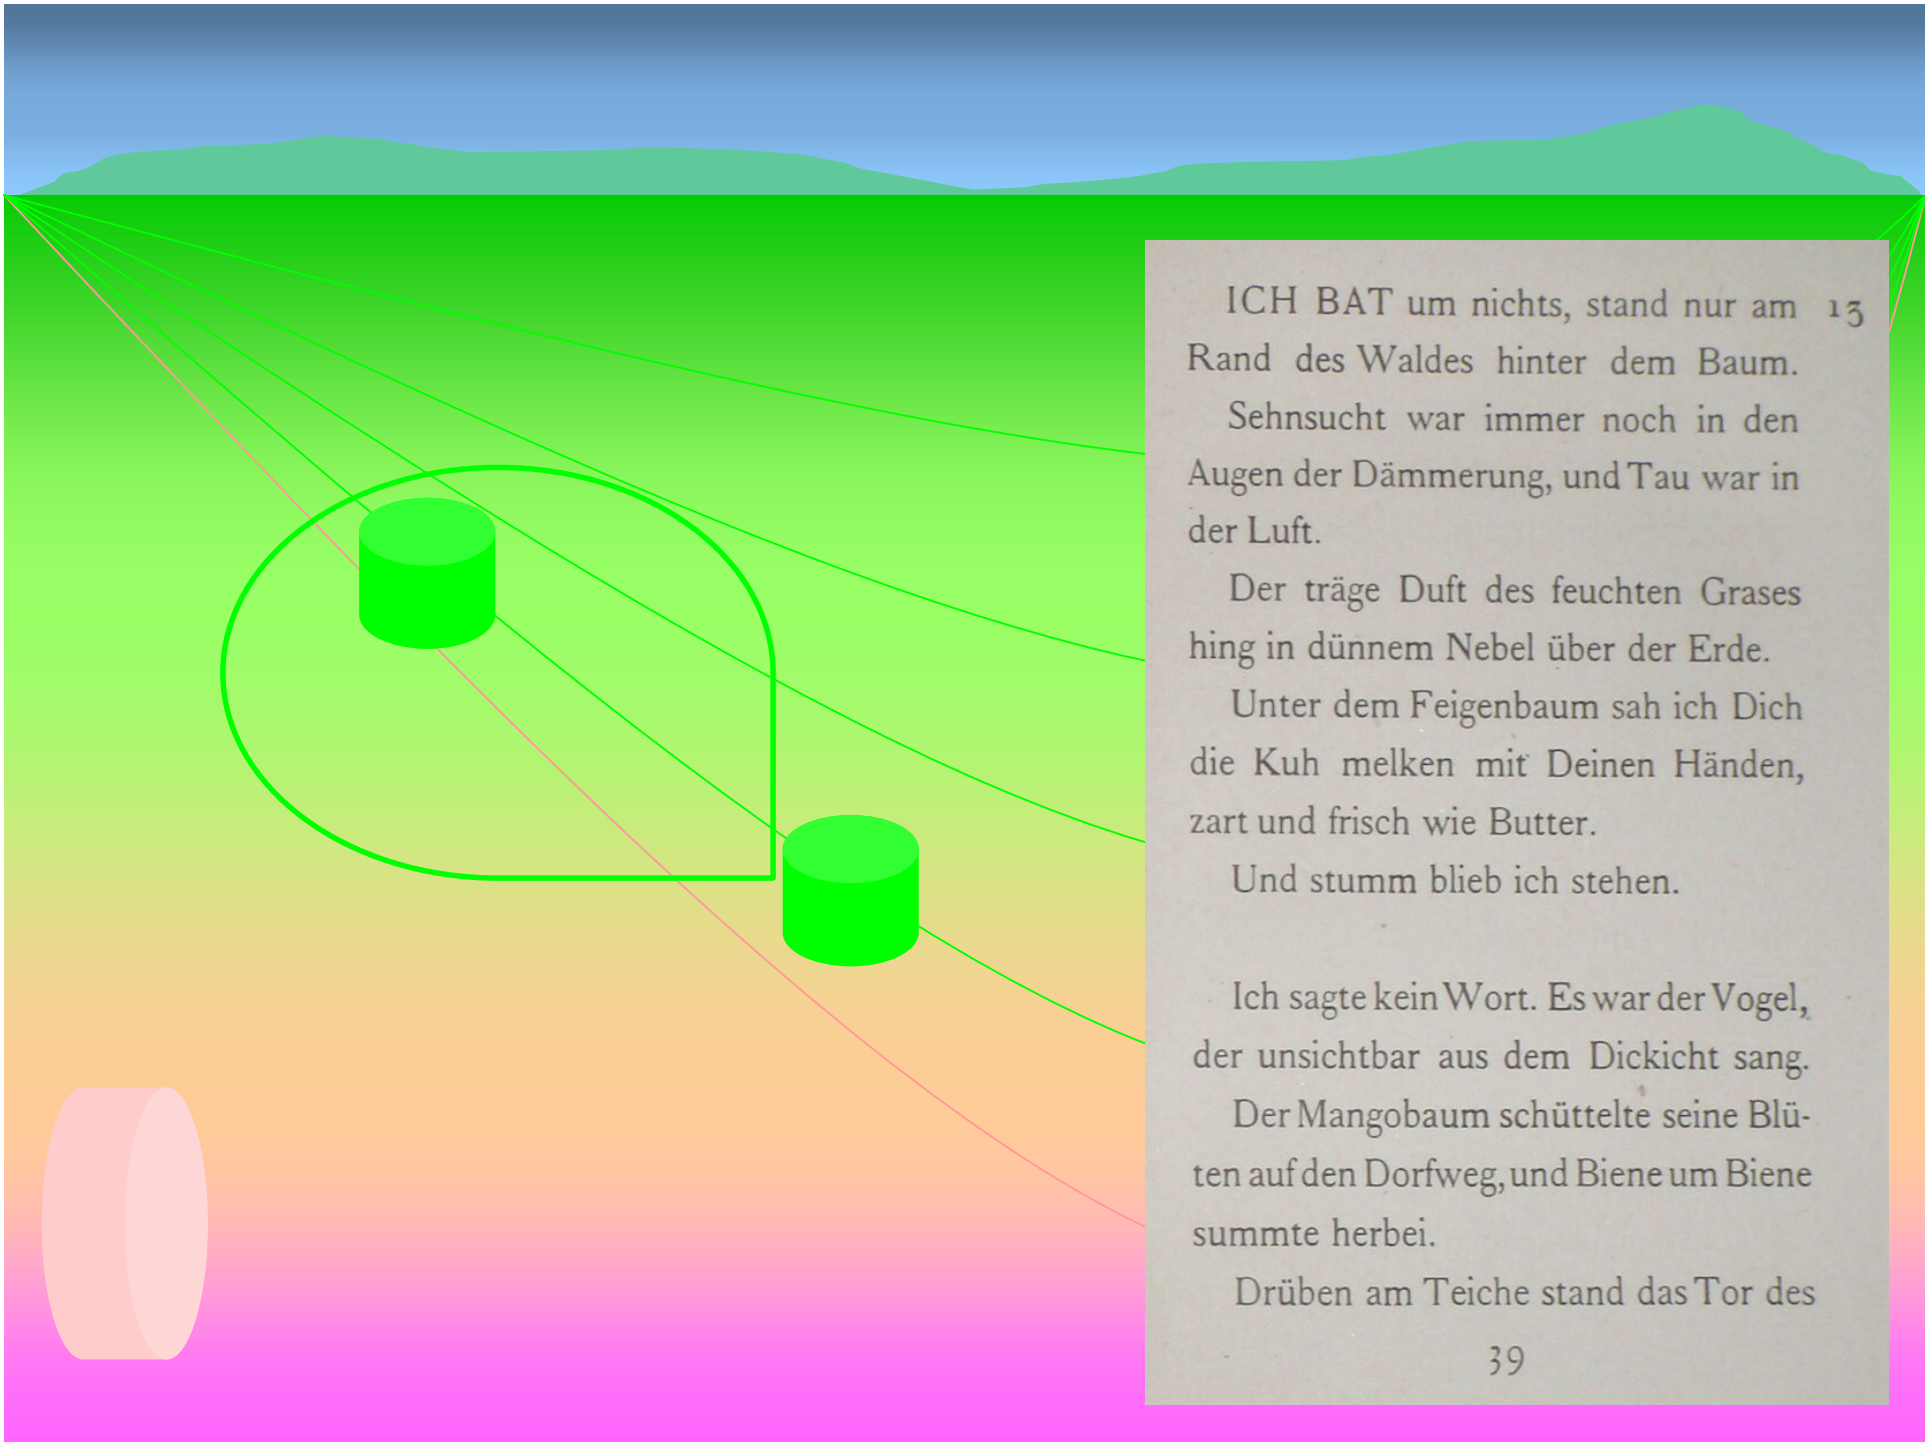 ICH BAT um nichts, stand nur am 13
Rand des Waldes hinter dem Baum.
Sehnsucht war immer noch in den
Augen der Dämmerung, und Tau war in
der Luft.
Der träge Duft des feuchten Grases
hing in dünnem Nebel über der Erde.
Unter dem Feigenbaum sah ich Dich
die Kuh melken mit Deinen Händen,
zart und frisch wie Butter.
Und stumm blieb ich stehen.
Ich sagte kein Wort. Es war der Vogel,
der unsichtbar aus dem Dickicht sang.
Der Mangobaum schüttelte seine Blü-
ten auf den Dorfweg, und Biene um Biene
summte herbei.
Drüben am Teiche stand das Tor des
39